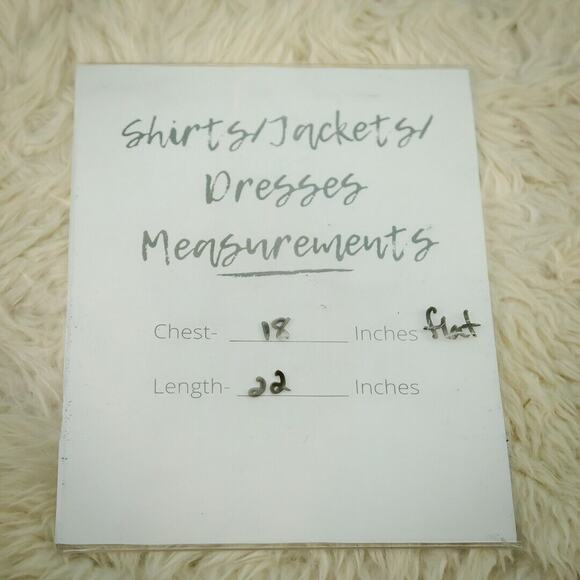 Shirts/Jackets/
Dresses
Measurements
Chest- 18 Inches flat
Length- 22 Inches